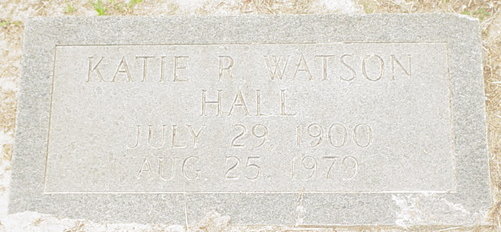 KATIE R. WATSON
HALL
JULY 29, 1900
AUG 25, 1979